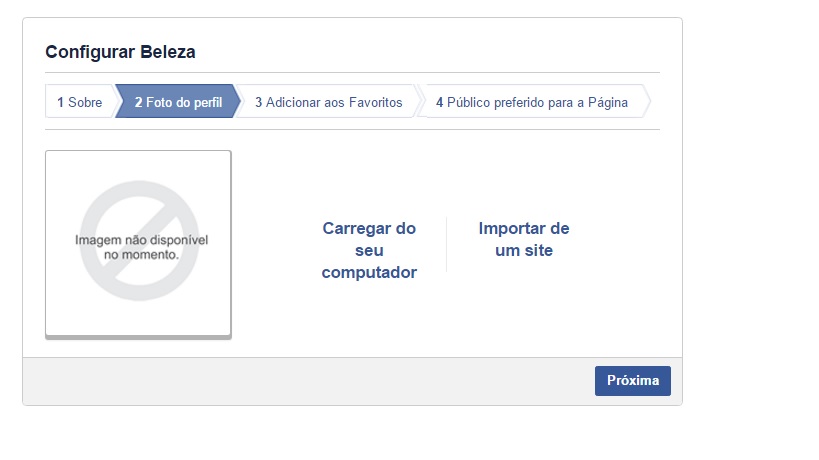 Configurar Beleza
1 Sobre
2 Foto do perfil
3 Adicionar aos Favoritos
4 Público preferido para a Página
Imagem não disponível
no momento.
Carregar do
seu
computador
Importar de
um site
Próxima